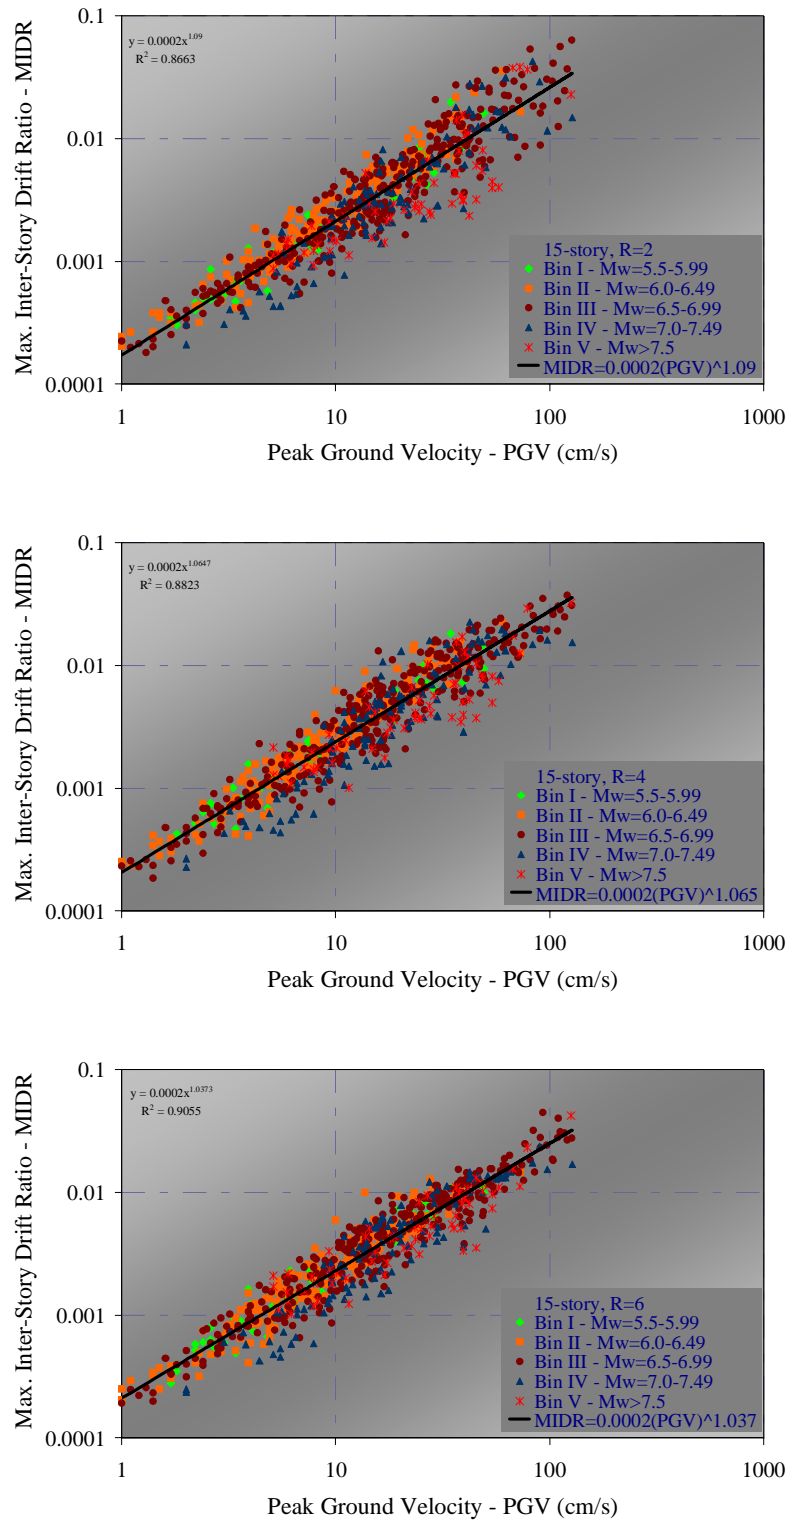 0.1
y = 0.0002x^1.09
R² = 0.8663
0.01
0.001
0.0001
Max. Inter-Story Drift Ratio - MIDR
15-story, R=2
Bin I - Mw=5.5-5.99
Bin II - Mw=6.0-6.49
Bin III - Mw=6.5-6.99
Bin IV - Mw=7.0-7.49
Bin V - Mw>7.5
MIDR=0.0002(PGV)^1.09
1 10 100 1000
Peak Ground Velocity - PGV (cm/s)
0.1
y = 0.0002x^1.0647
R² = 0.8823
0.01
0.001
0.0001
Max. Inter-Story Drift Ratio - MIDR
15-story, R=4
Bin I - Mw=5.5-5.99
Bin II - Mw=6.0-6.49
Bin III - Mw=6.5-6.99
Bin IV - Mw=7.0-7.49
Bin V - Mw>7.5
MIDR=0.0002(PGV)^1.065
1 10 100 1000
Peak Ground Velocity - PGV (cm/s)
0.1
y = 0.0002x^1.0373
R² = 0.9055
0.01
0.001
0.0001
Max. Inter-Story Drift Ratio - MIDR
15-story, R=6
Bin I - Mw=5.5-5.99
Bin II - Mw=6.0-6.49
Bin III - Mw=6.5-6.99
Bin IV - Mw=7.0-7.49
Bin V - Mw>7.5
MIDR=0.0002(PGV)^1.037
1 10 100 1000
Peak Ground Velocity - PGV (cm/s)